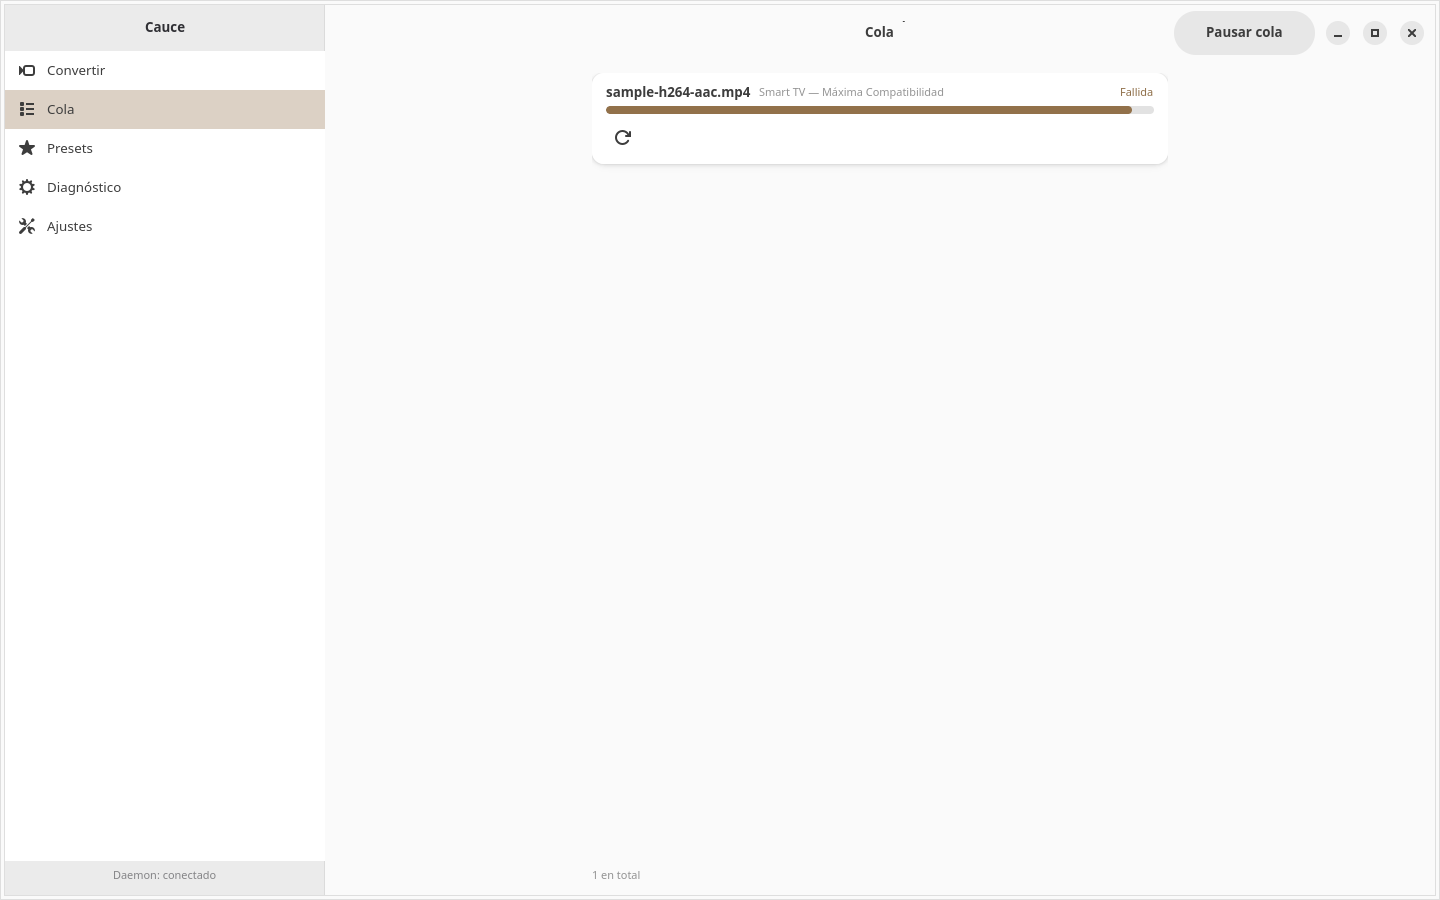 Cauce
Convertir
Cola
Presets
Diagnóstico
Ajustes
Daemon: conectado
Cola
Pausar cola
sample-h264-aac.mp4 Smart TV — Máxima Compatibilidad Fallida
1 en total